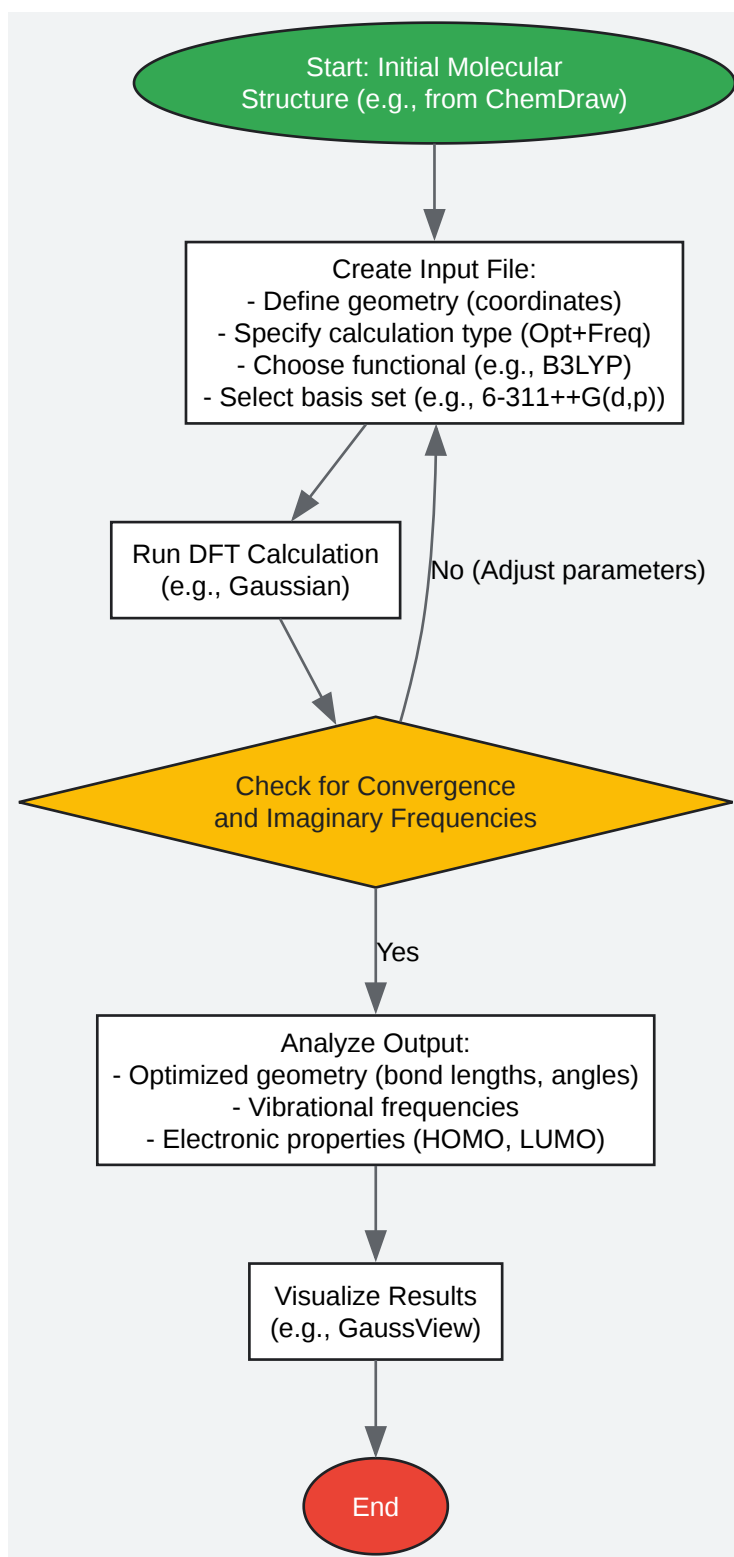 Start: Initial Molecular
Structure (e.g., from ChemDraw)
Create Input File:
- Define geometry (coordinates)
- Specify calculation type (Opt+Freq)
- Choose functional (e.g., B3LYP)
- Select basis set (e.g., 6-311++G(d,p))
Run DFT Calculation
(e.g., Gaussian)
No (Adjust parameters)
Check for Convergence
and Imaginary Frequencies
Yes
Analyze Output:
- Optimized geometry (bond lengths, angles)
- Vibrational frequencies
- Electronic properties (HOMO, LUMO)
Visualize Results
(e.g., GaussView)
End